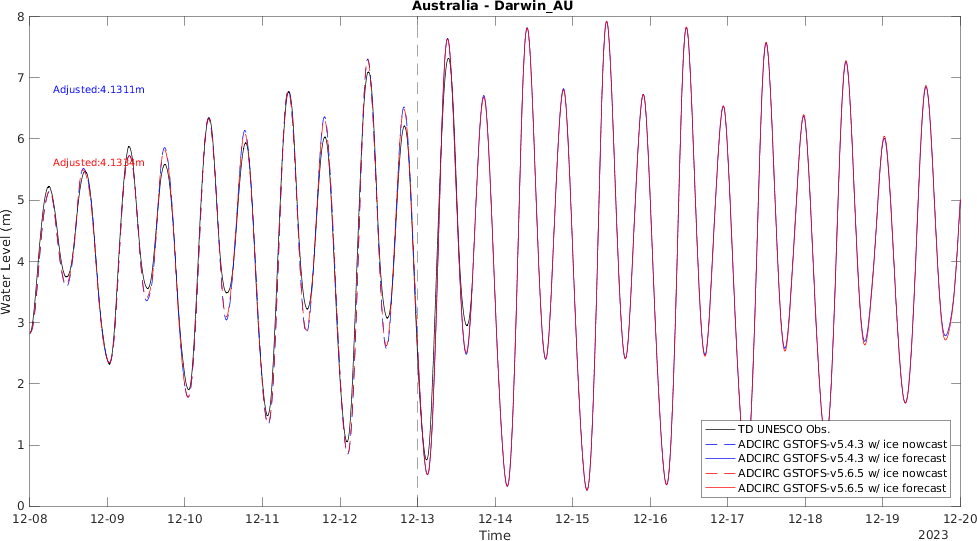 Australia - Darwin_AU
8
7
Adjusted:4.1311m
6
Adjusted:4.1334m
5
Water Level (m)
4
3
2
1
0
TD UNESCO Obs.
ADCIRC GSTOFS-v5.4.3 w/ ice nowcast
ADCIRC GSTOFS-v5.4.3 w/ ice forecast
ADCIRC GSTOFS-v5.6.5 w/ ice nowcast
ADCIRC GSTOFS-v5.6.5 w/ ice forecast
12-08 12-09 12-10 12-11 12-12 12-13 12-14 12-15 12-16 12-17 12-18 12-19 12-20
Time
2023